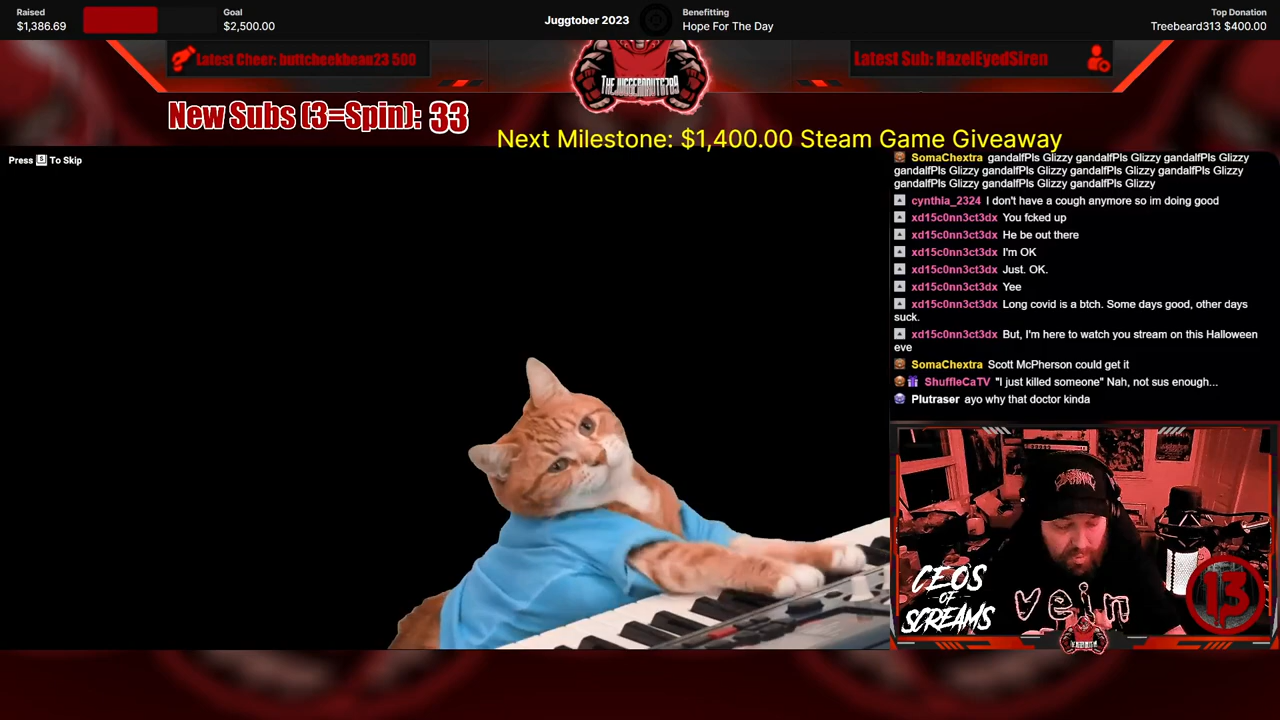 Raised
$1,386.69
Goal
$2,500.00
Juggtober 2023
Benefitting
Hope For The Day
Top Donation
Treebeard313 $400.00
Latest Cheer: buttcheekbeau23 500
THEJUGGERNAUT6789
Latest Sub: HazelEyedSiren
New Subs (3=Spin): 33
Next Milestone: $1,400.00 Steam Game Giveaway
Press S To Skip
SomaChextra gandalfPls Glizzy gandalfPls Glizzy gandalfPls Glizzy
gandalfPls Glizzy gandalfPls Glizzy gandalfPls Glizzy gandalfPls Glizzy
gandalfPls Glizzy gandalfPls Glizzy gandalfPls Glizzy
cynthia_2324 I don't have a cough anymore so im doing good
xd15c0nn3ct3dx You fcked up
xd15c0nn3ct3dx He be out there
xd15c0nn3ct3dx I'm OK
xd15c0nn3ct3dx Just. OK.
xd15c0nn3ct3dx Yee
xd15c0nn3ct3dx Long covid is a btch. Some days good, other days
suck.
xd15c0nn3ct3dx But, I'm here to watch you stream on this Halloween
eve
SomaChextra Scott McPherson could get it
ShuffleCaTV "I just killed someone" Nah, not sus enough...
Plutraser ayo why that doctor kinda
CEOS
OF
SCREAMS
vein
13